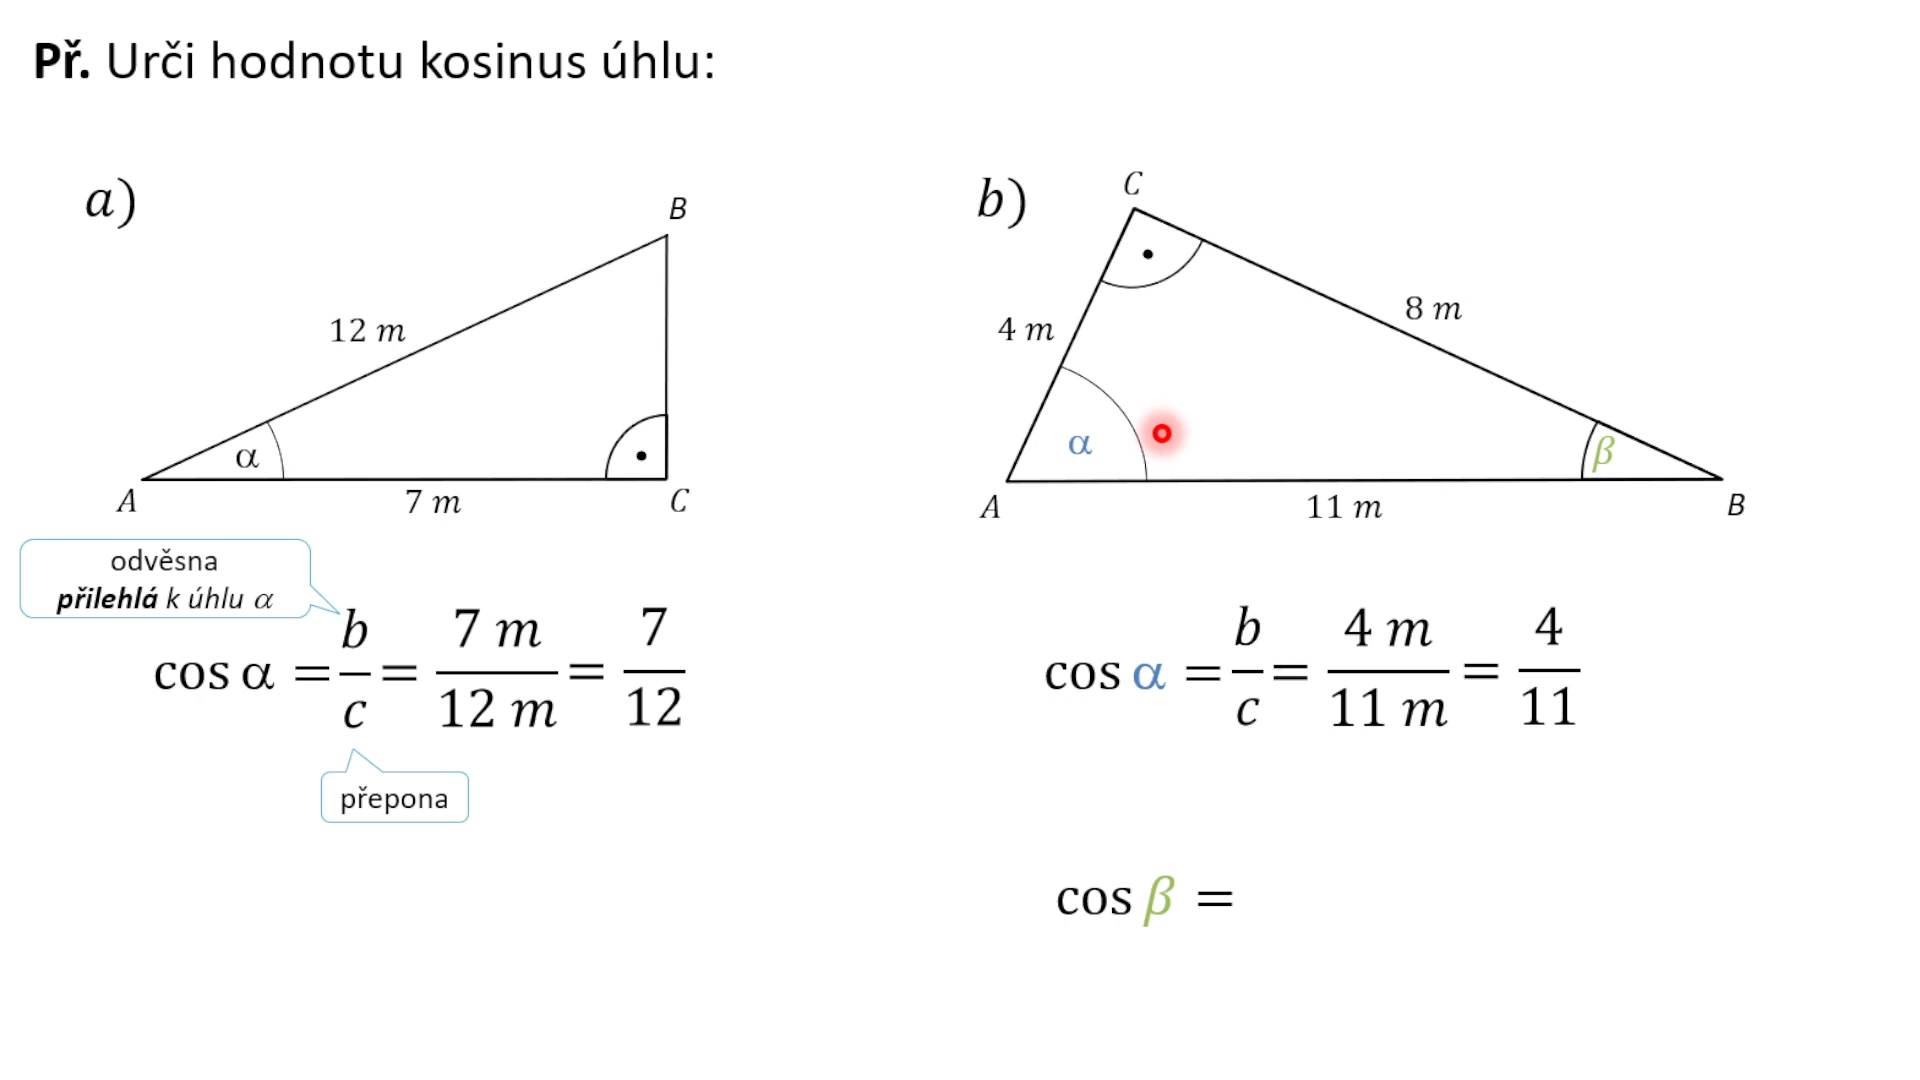 Př. Urči hodnotu kosinus úhlu:
a)
B
12 m
α
A
7 m
C
odvěsna
přilehlá k úhlu α
cos α = b/c = 7 m/12 m = 7/12
přepona
b)
C
4 m
8 m
α
β
A
11 m
B
cos α = b/c = 4 m/11 m = 4/11
cos β =